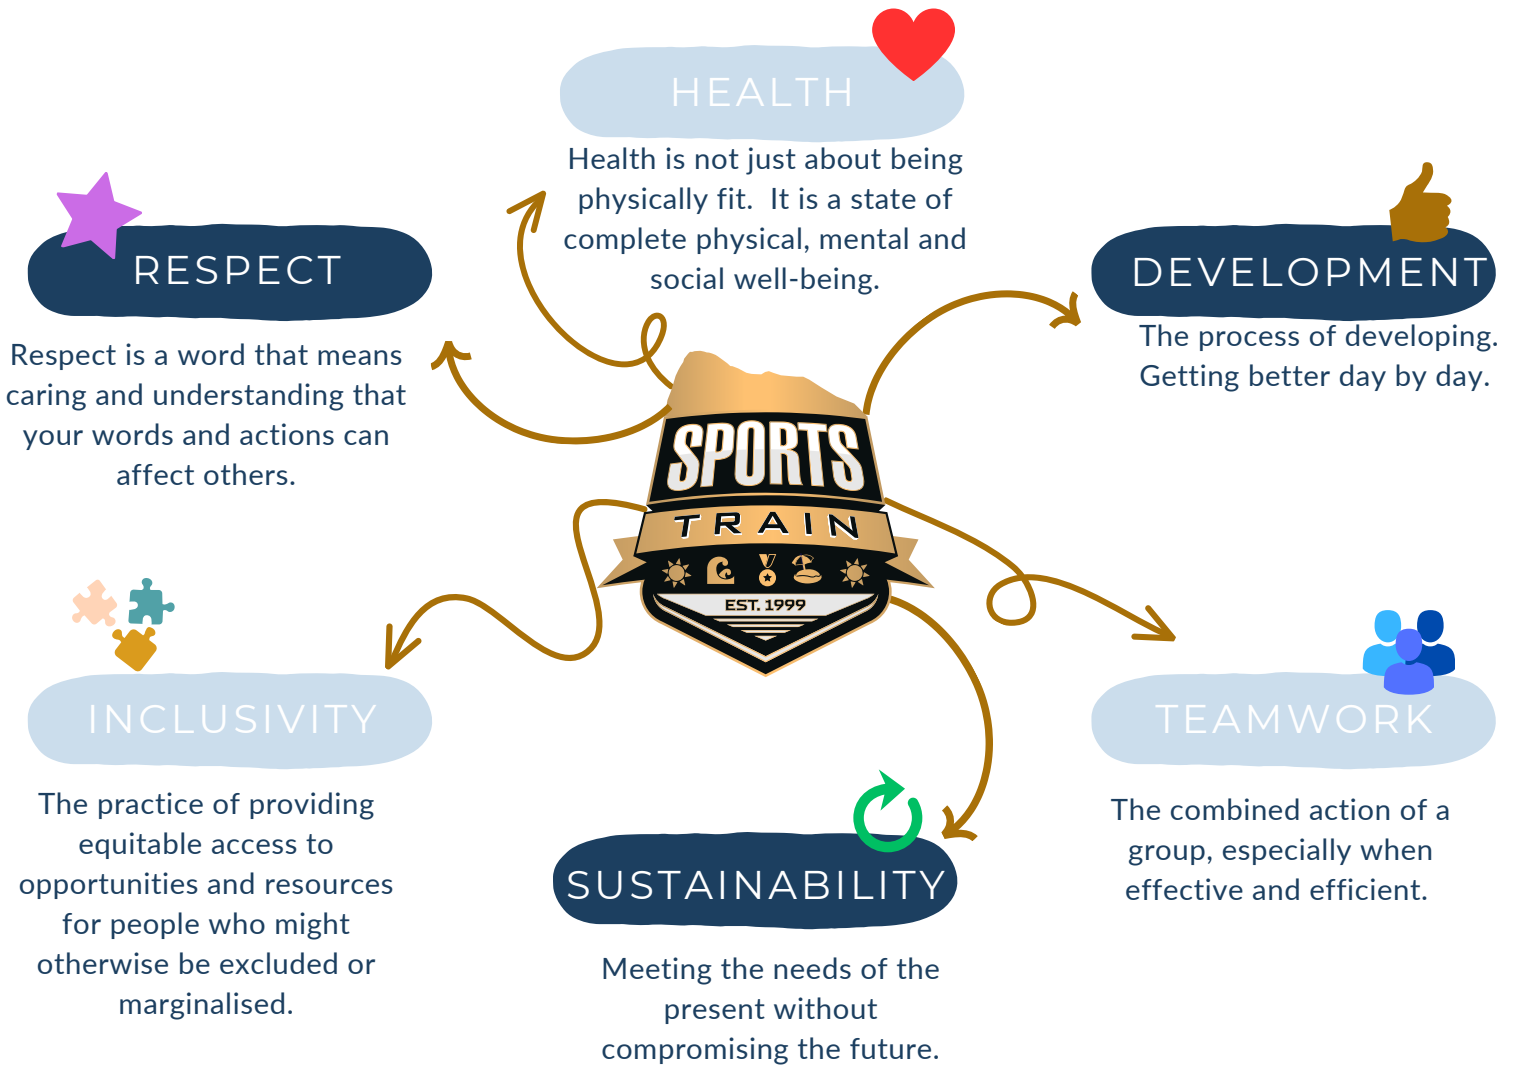 HEALTH
Health is not just about being
physically fit.  It is a state of
complete physical, mental and
social well-being.
RESPECT
Respect is a word that means
caring and understanding that
your words and actions can
affect others.
DEVELOPMENT
The process of developing.
Getting better day by day.
SPORTS
TRAIN
EST. 1999
INCLUSIVITY
The practice of providing
equitable access to
opportunities and resources
for people who might
otherwise be excluded or
marginalised.
TEAMWORK
The combined action of a
group, especially when
effective and efficient.
SUSTAINABILITY
Meeting the needs of the
present without
compromising the future.